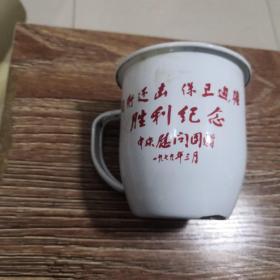 还击 保卫边疆
胜利纪念
中央慰问团赠
一九七九年三月